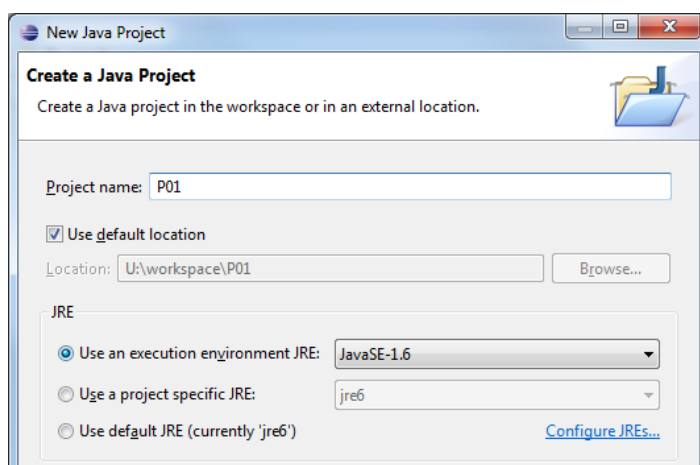 New Java Project
Create a Java Project
Create a Java project in the workspace or in an external location.
Project name: P01
Use default location
Location: U:\workspace\P01 Browse...
JRE
Use an execution environment JRE: JavaSE-1.6
Use a project specific JRE: jre6
Use default JRE (currently 'jre6') Configure JREs...